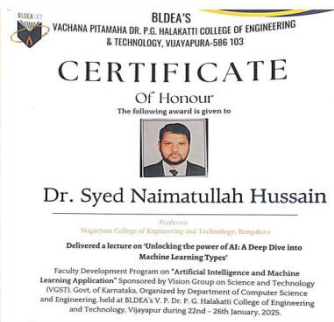 BLDEA'S
VACHANA PITAMAHA DR. P.G. HALAKATTI COLLEGE OF ENGINEERING
& TECHNOLOGY, VIJAYAPURA-586 103
CERTIFICATE
Of Honour
The following award is given to
Dr. Syed Naimatullah Hussain
Professor
Nagarjuna College of Engineering and Technology, Bengaluru
Delivered a lecture on 'Unlocking the power of AI: A Deep Dive into
Machine Learning Types'
Faculty Development Program on "Artificial Intelligence and Machine
Learning Application" Sponsored by Vision Group on Science and Technology
(VGST), Govt, of Karnataka, Organized by Department of Computer Science
and Engineering, held at BLDEA's V. P. Dr. P. G. Halakatti College of Engineering
and Technology, Vijayapur during 22nd - 26th January, 2025.